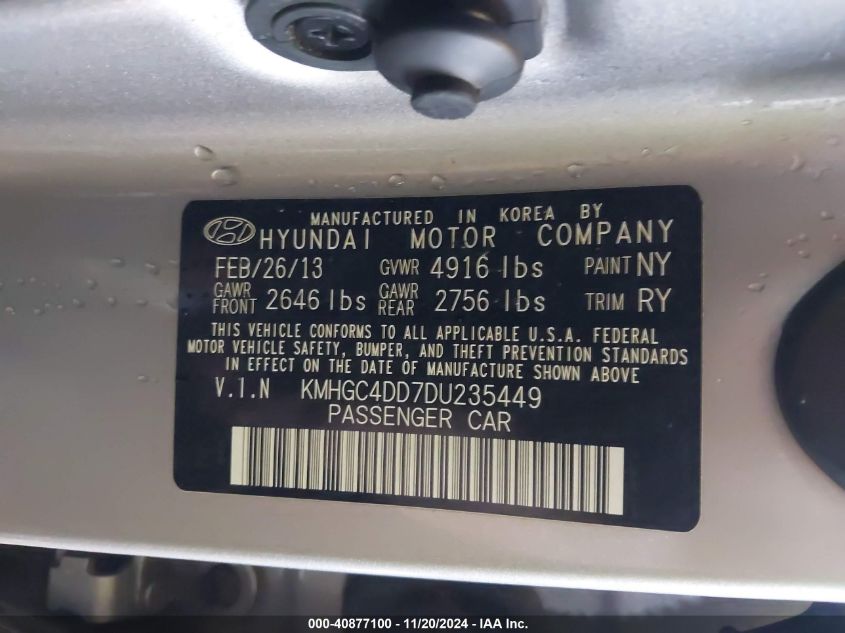 MANUFACTURED IN KOREA BY
HYUNDAI MOTOR COMPANY
FEB/26/13 GVWR 4916 lbs PAINT NY
GAWR FRONT 2646 lbs GAWR REAR 2756 lbs TRIM RY
THIS VEHICLE CONFORMS TO ALL APPLICABLE U.S.A. FEDERAL
MOTOR VEHICLE SAFETY, BUMPER, AND THEFT PREVENTION STANDARDS
IN EFFECT ON THE DATE OF MANUFACTURE SHOWN ABOVE
V.I.N KMHGC4DD7DU235449
PASSENGER CAR
000-40877100 - 11/20/2024 - IAA Inc.